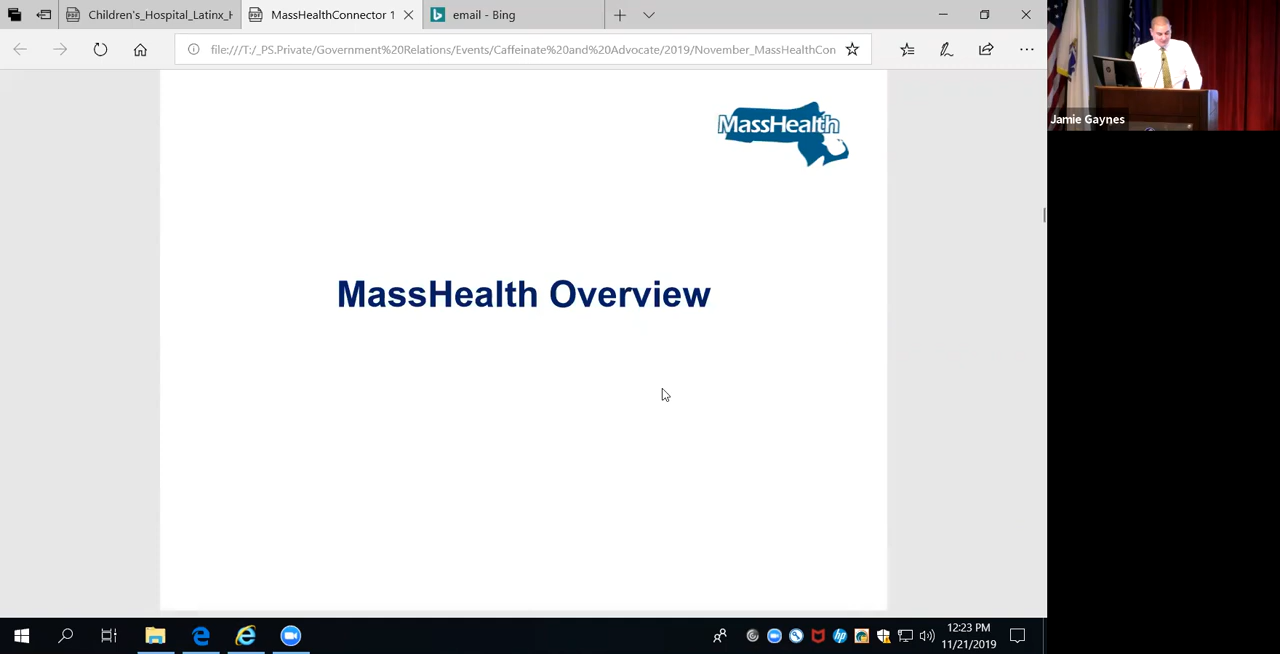 Children's_Hospital_Latinx_H
MassHealthConnector 1
email - Bing
file:///T:/_PS.Private/Government%20Relations/Events/Caffeinate%20and%20Advocate/2019/November_MassHealthCon
MassHealth
Jamie Gaynes
MassHealth Overview
12:23 PM
11/21/2019